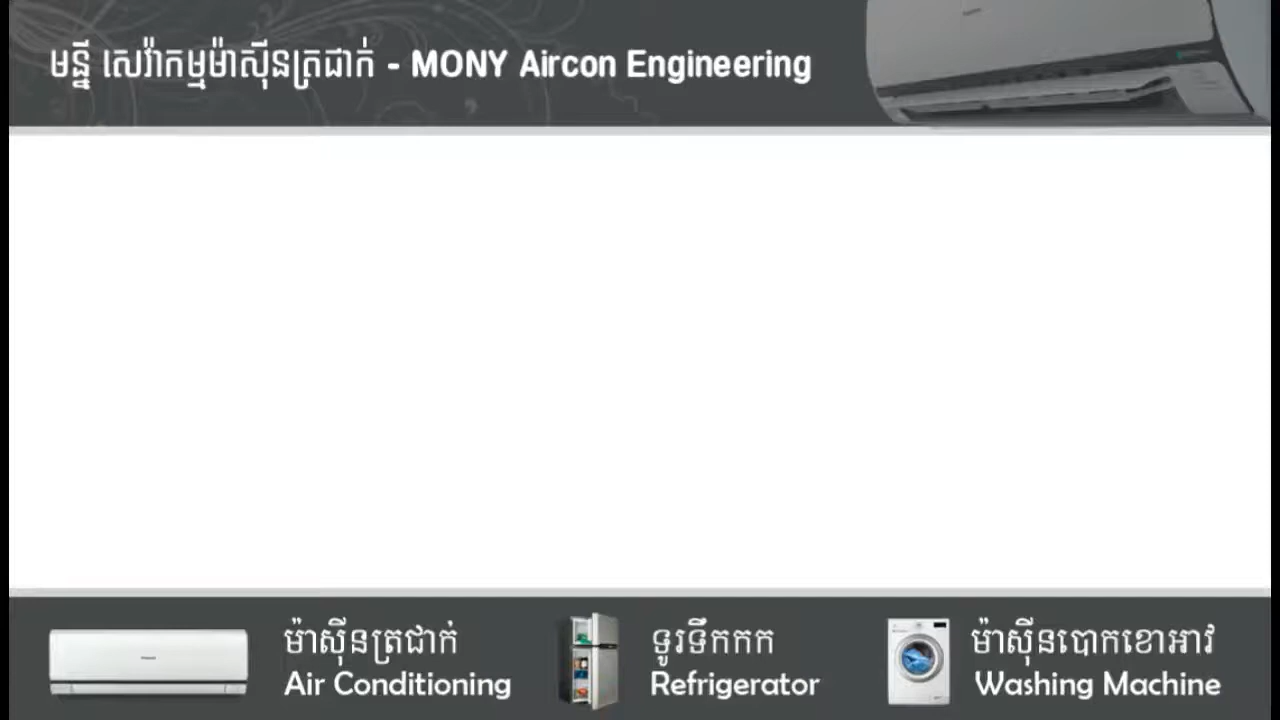 មន្នី សេវ៉ាកម្មម៉ាស៊ីនត្រជាក់ - MONY Aircon Engineering
ម៉ាស៊ីនត្រជាក់
Air Conditioning
ទូរទឹកកក
Refrigerator
ម៉ាស៊ីនបោកខោអាវ
Washing Machine